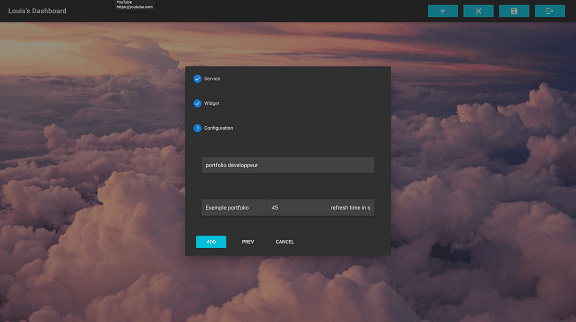 YouTube
https://youtube.com
Louis's Dashboard
Service
Widget
Configuration
portfolio développeur
Exemple portfolio 45 refresh time in s
ADD PREV CANCEL